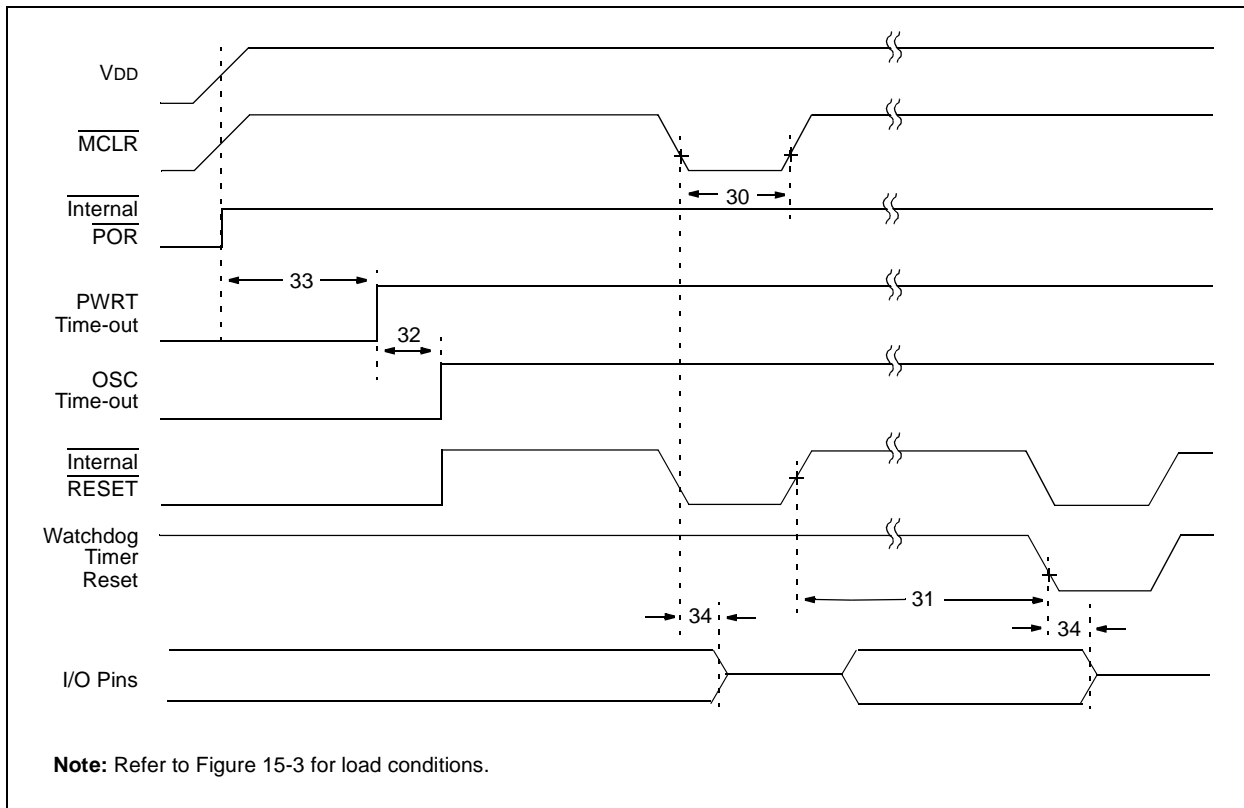 VDD
MCLR
30
Internal
POR
33
PWRT
Time-out
32
OSC
Time-out
Internal
RESET
Watchdog
Timer
Reset
31
34
34
I/O Pins
Note: Refer to Figure 15-3 for load conditions.